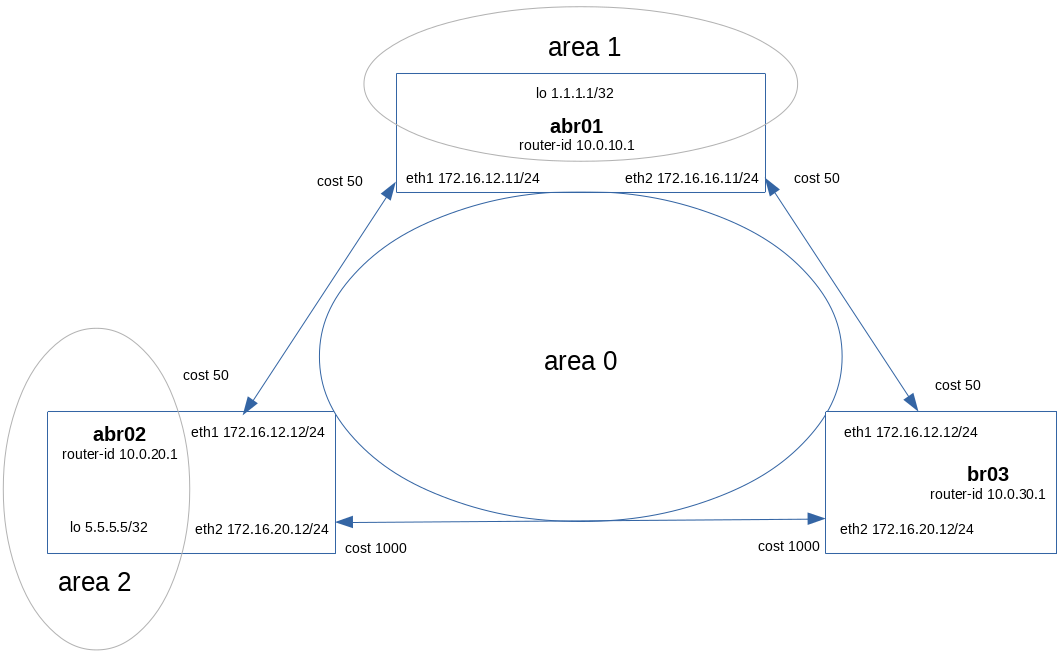 area 1
lo 1.1.1.1/32
abr01
router-id 10.0.10.1
eth1 172.16.12.11/24
eth2 172.16.16.11/24
cost 50
cost 50
area 0
cost 50
cost 50
abr02
router-id 10.0.20.1
eth1 172.16.12.12/24
lo 5.5.5.5/32
eth2 172.16.20.12/24
cost 1000
area 2
eth1 172.16.12.12/24
br03
router-id 10.0.30.1
eth2 172.16.20.12/24
cost 1000